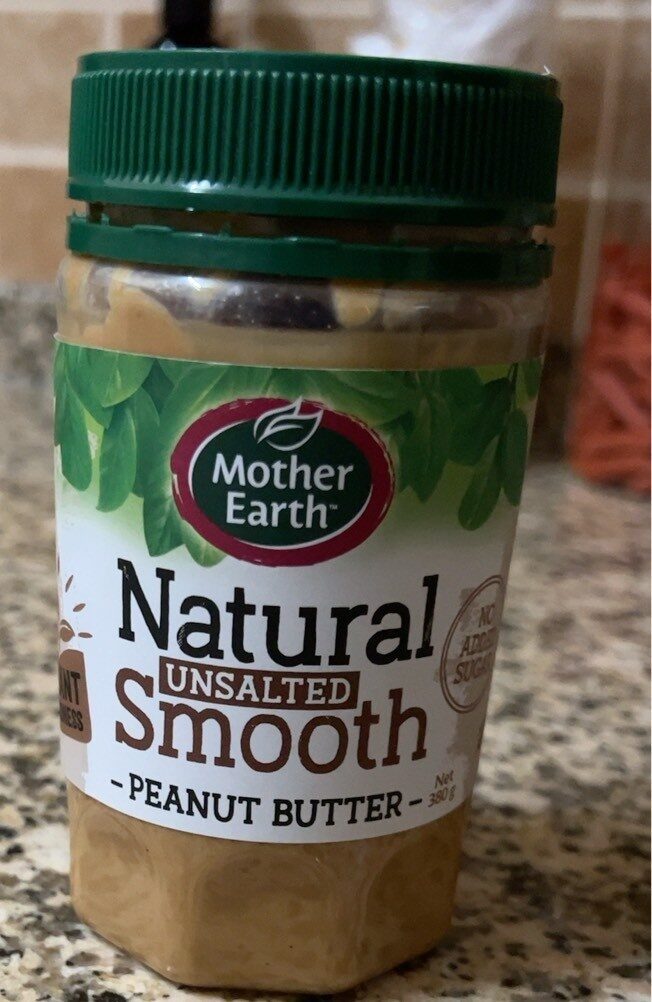 Mother
Earth™
Natural
UNSALTED
Smooth
- PEANUT BUTTER -
Net
380g
NO
ADDED
SUGAR